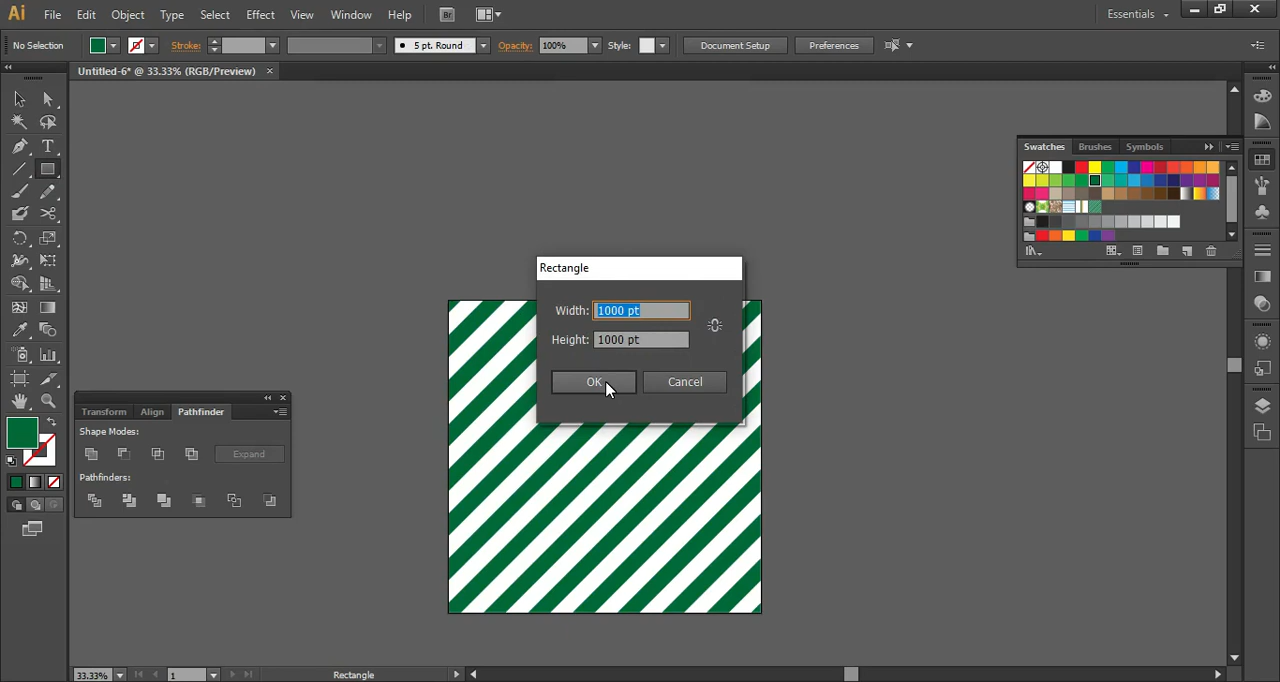 Ai File Edit Object Type Select Effect View Window Help Br Essentials
No Selection Stroke: 5 pt. Round Opacity: 100% Style: Document Setup Preferences
Untitled-6* @ 33.33% (RGB/Preview)
Swatches Brushes Symbols
Rectangle
Width: 1000 pt
Height: 1000 pt
OK Cancel
Transform Align Pathfinder
Shape Modes:
Expand
Pathfinders:
33.33% 1 Rectangle